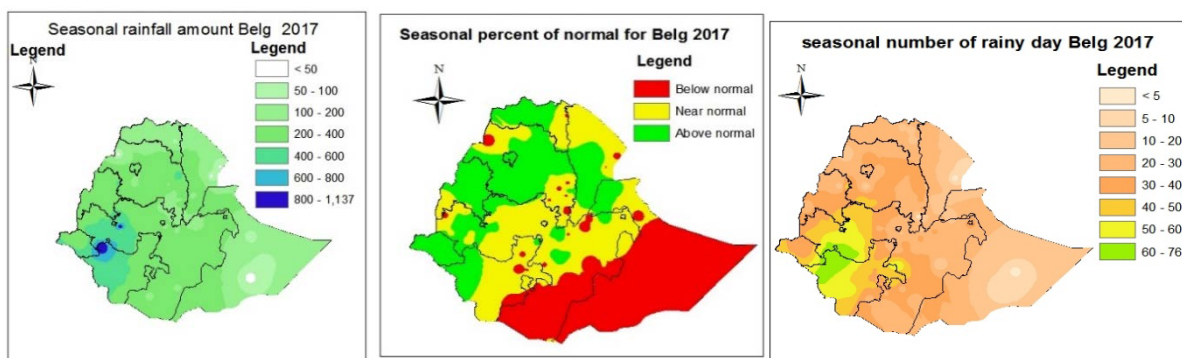 Seasonal rainfall amount Belg 2017
Legend
Legend
N
< 50
50 - 100
100 - 200
200 - 400
400 - 600
600 - 800
800 - 1,137
Seasonal percent of normal for Belg 2017
Legend
N
Below normal
Near normal
Above normal
seasonal number of rainy day Belg 2017
Legend
N
< 5
5 - 10
10 - 20
20 - 30
30 - 40
40 - 50
50 - 60
60 - 76